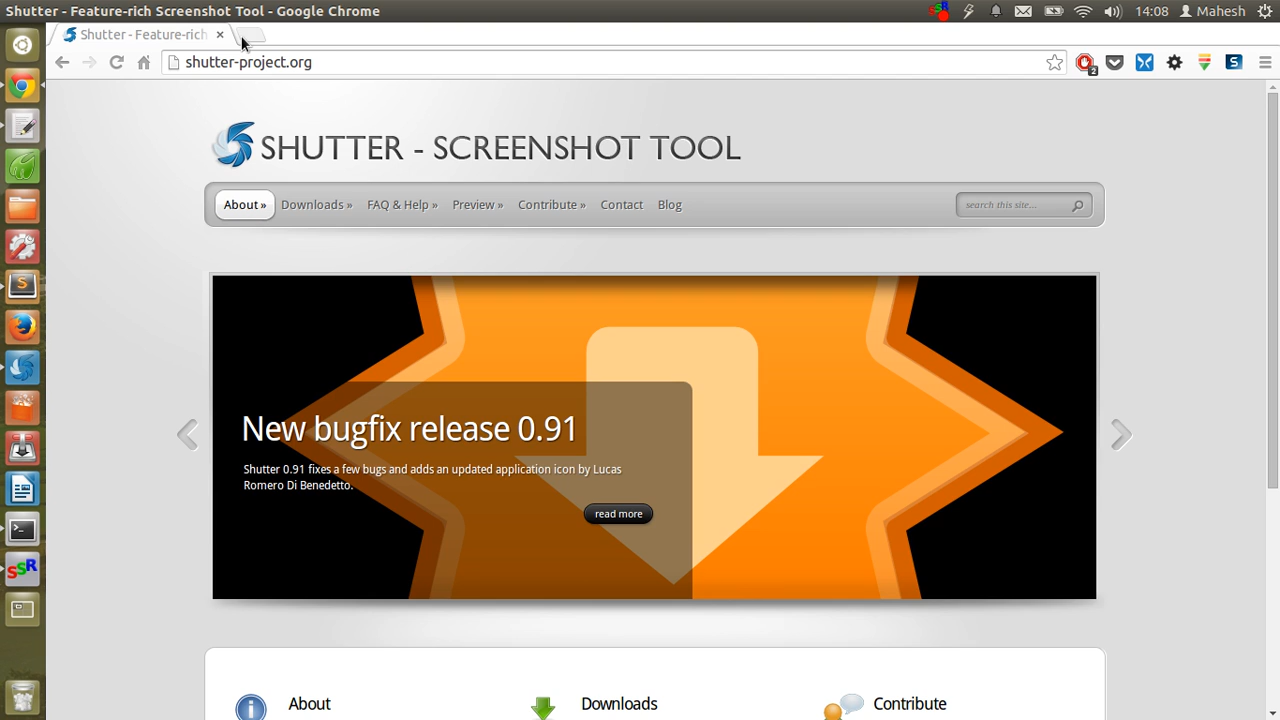 Shutter - Feature-rich Screenshot Tool - Google Chrome
14:08 Mahesh
Shutter - Feature-rich
shutter-project.org
2
SHUTTER - SCREENSHOT TOOL
About » Downloads » FAQ & Help » Preview » Contribute » Contact Blog
search this site...
New bugfix release 0.91
Shutter 0.91 fixes a few bugs and adds an updated application icon by Lucas
Romero Di Benedetto.
read more
SSR
About Downloads Contribute